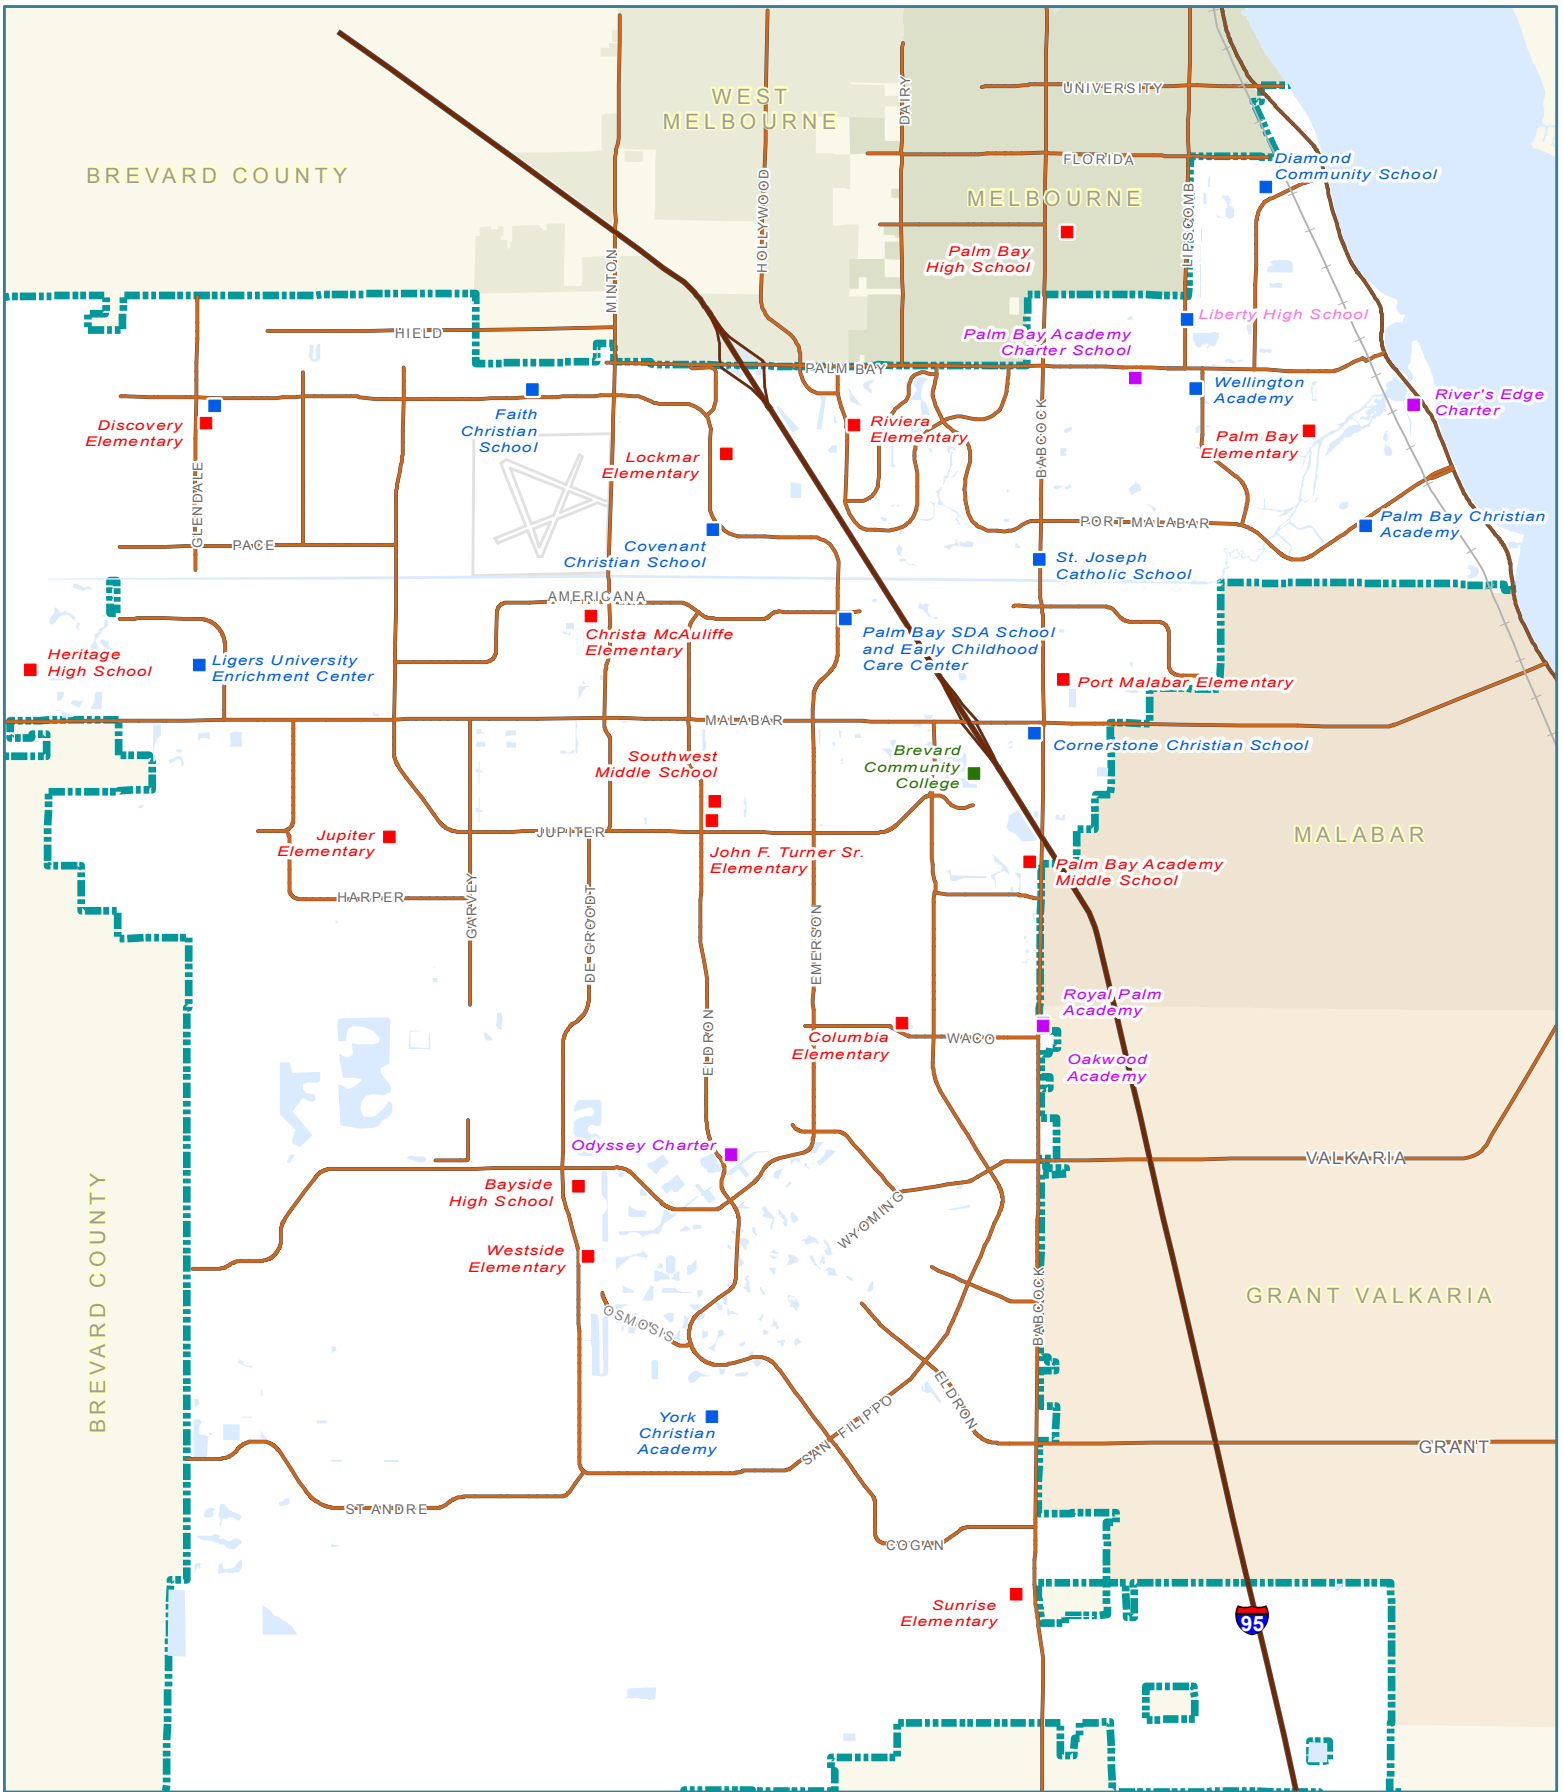 WEST
MELBOURNE
DAIRY
UNIVERSITY
BREVARD COUNTY
HOLLYWOOD
FLORIDA
Diamond
Community School
MELBOURNE
LIPSCOMB
Palm Bay
High School
MINTON
HIELD
Liberty High School
Palm Bay Academy
Charter School
PALM BAY
Wellington
Academy
River's Edge
Charter
Faith
Christian
School
Discovery
Elementary
Riviera
Elementary
Palm Bay
Elementary
BABCOCK
Lockmar
Elementary
GLENDALE
PACE
PORT MALABAR
Palm Bay Christian
Academy
Covenant
Christian School
St. Joseph
Catholic School
AMERICANA
Christa McAuliffe
Elementary
Palm Bay SDA School
and Early Childhood
Care Center
Heritage
High School
Ligers University
Enrichment Center
Port Malabar Elementary
MALABAR
Cornerstone Christian School
Southwest
Middle School
Brevard
Community
College
JUPITER
Jupiter
Elementary
MALABAR
John F. Turner Sr.
Elementary
Palm Bay Academy
Middle School
HARPER
GARVEY
DE GROODT
EMERSON
Royal Palm
Academy
ELDRON
Columbia
Elementary
WACO
Oakwood
Academy
Odyssey Charter
VALKARIA
Bayside
High School
WYOMING
Westside
Elementary
BREVARD COUNTY
BABCOCK
GRANT VALKARIA
OSMOSIS
ELDRON
York
Christian
Academy
SAN FILIPPO
GRANT
ST ANDRE
COGAN
Sunrise
Elementary
95